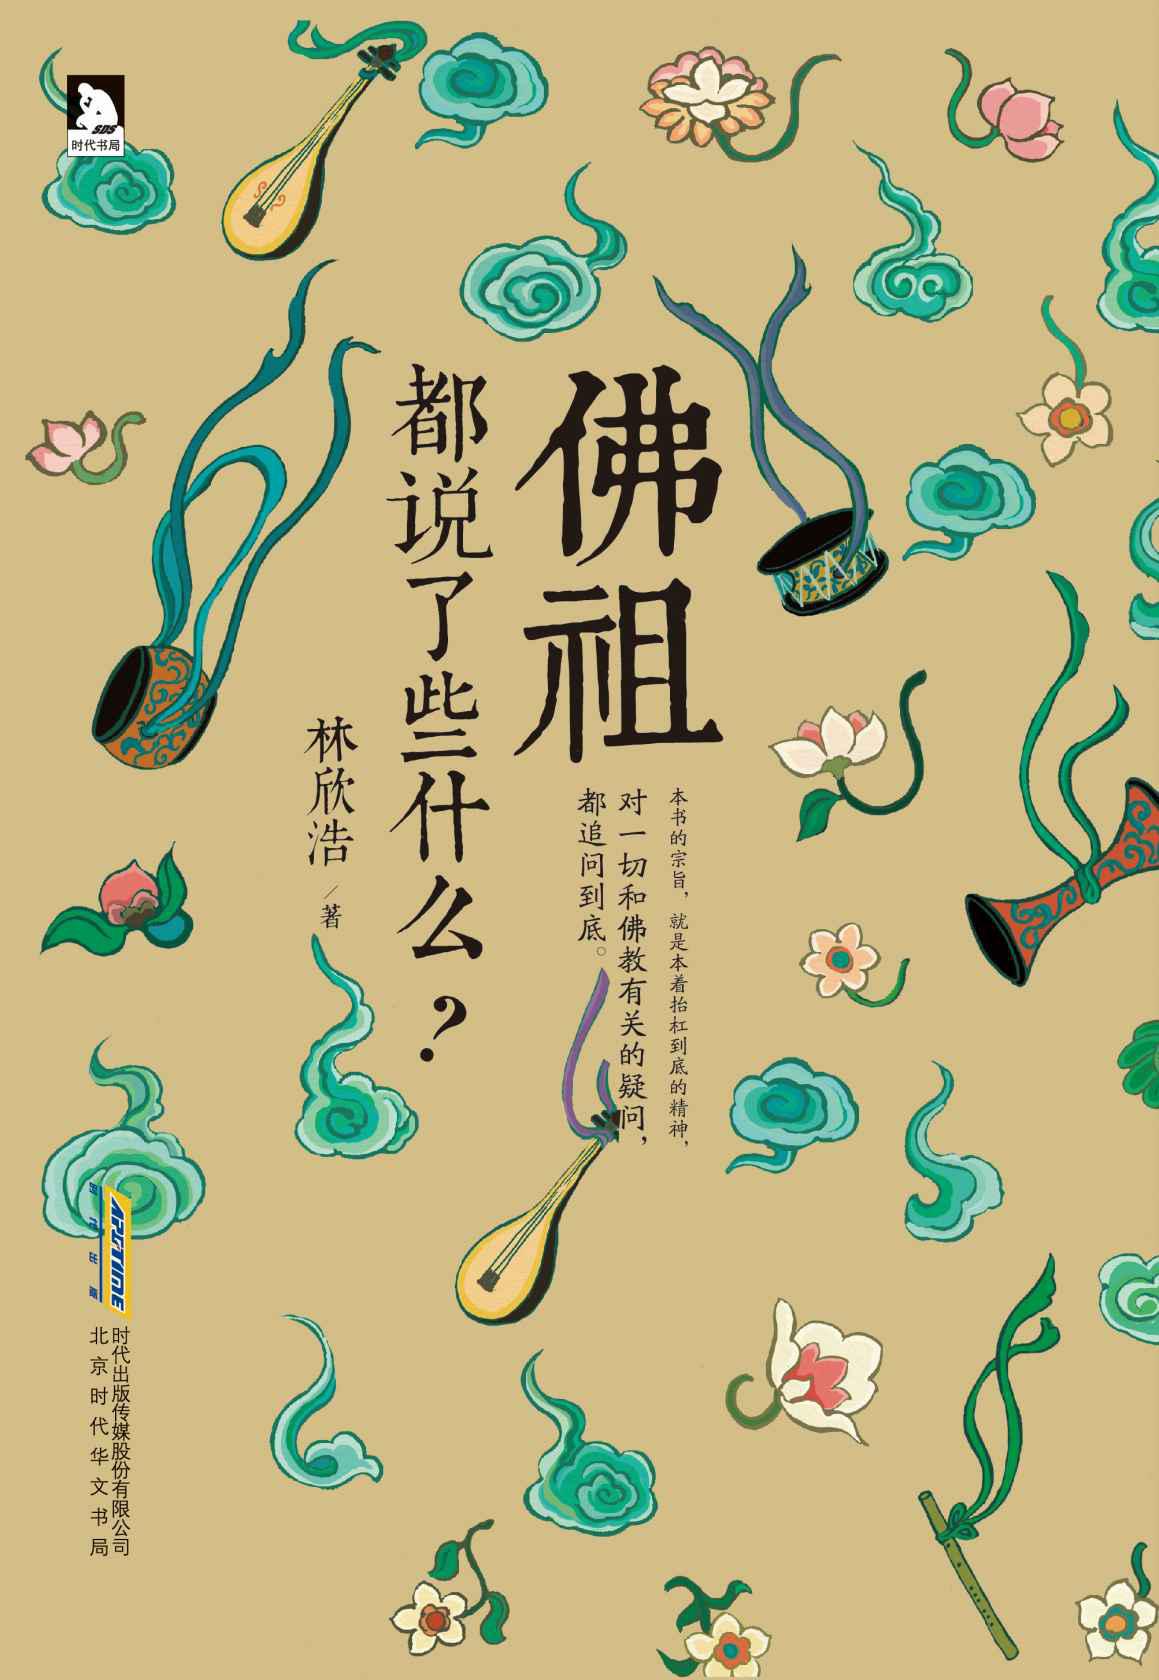 佛祖
都说了些什么？
林欣浩／著
本书的宗旨，就是本着抬杠到底的精神，
对一切和佛教有关的疑问，
都追问到底。
SDS
时代书局
ARCTIME
时代出版传媒股份有限公司
北京时代华文书局